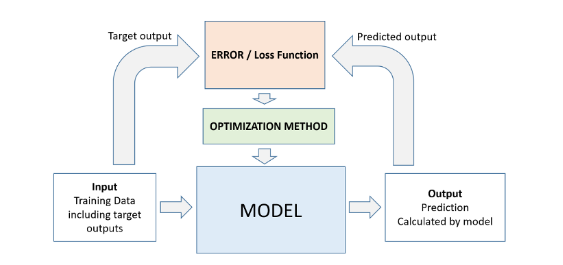 Target output
Predicted output
ERROR / Loss Function
OPTIMIZATION METHOD
Input
Training Data
including target
outputs
MODEL
Output
Prediction
Calculated by model